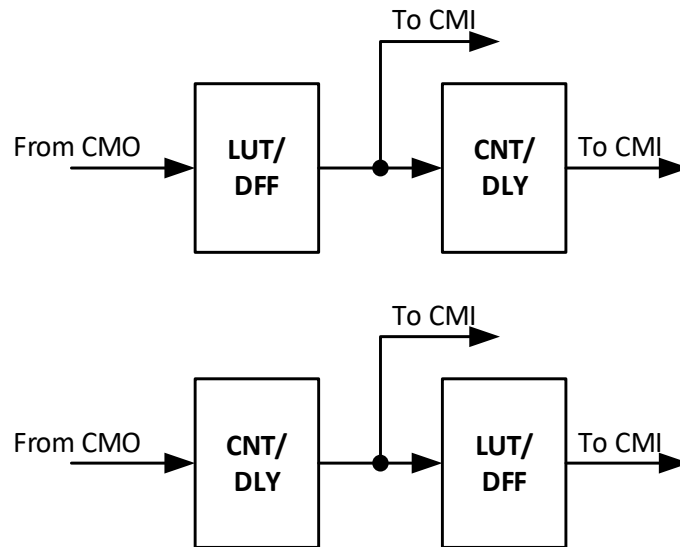 To CMI
From CMO
LUT/
DFF
CNT/
DLY
To CMI
To CMI
From CMO
CNT/
DLY
LUT/
DFF
To CMI